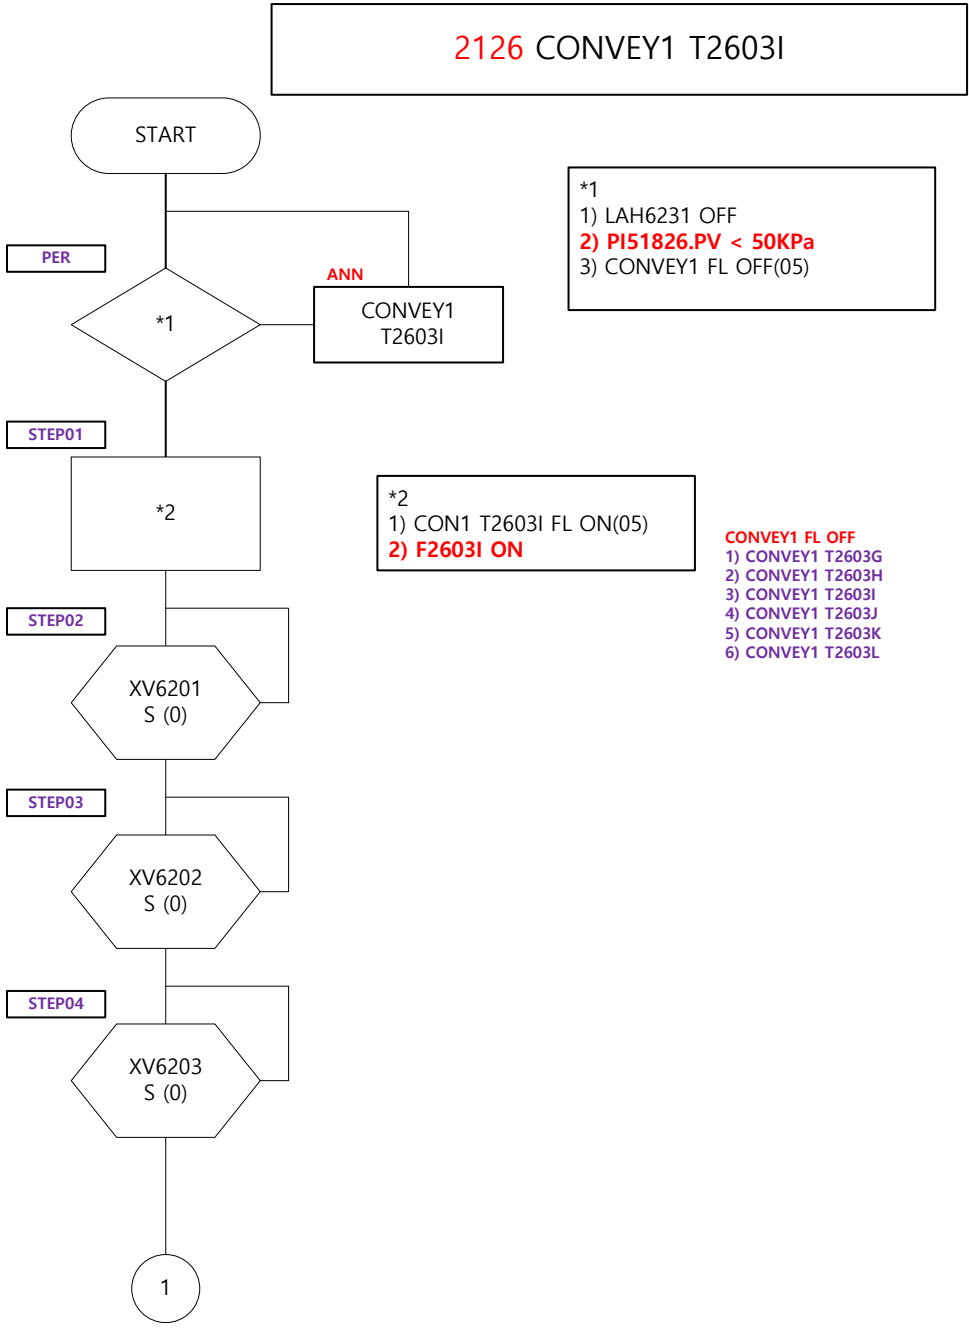 2126 CONVEY1 T2603I
START
*1
1) LAH6231 OFF
2) PI51826.PV < 50KPa
3) CONVEY1 FL OFF(05)
PER
ANN
*1
CONVEY1
T2603I
STEP01
*2
*2
1) CON1 T2603I FL ON(05)
2) F2603I ON
CONVEY1 FL OFF
1) CONVEY1 T2603G
2) CONVEY1 T2603H
3) CONVEY1 T2603I
4) CONVEY1 T2603J
5) CONVEY1 T2603K
6) CONVEY1 T2603L
STEP02
XV6201
S (0)
STEP03
XV6202
S (0)
STEP04
XV6203
S (0)
1